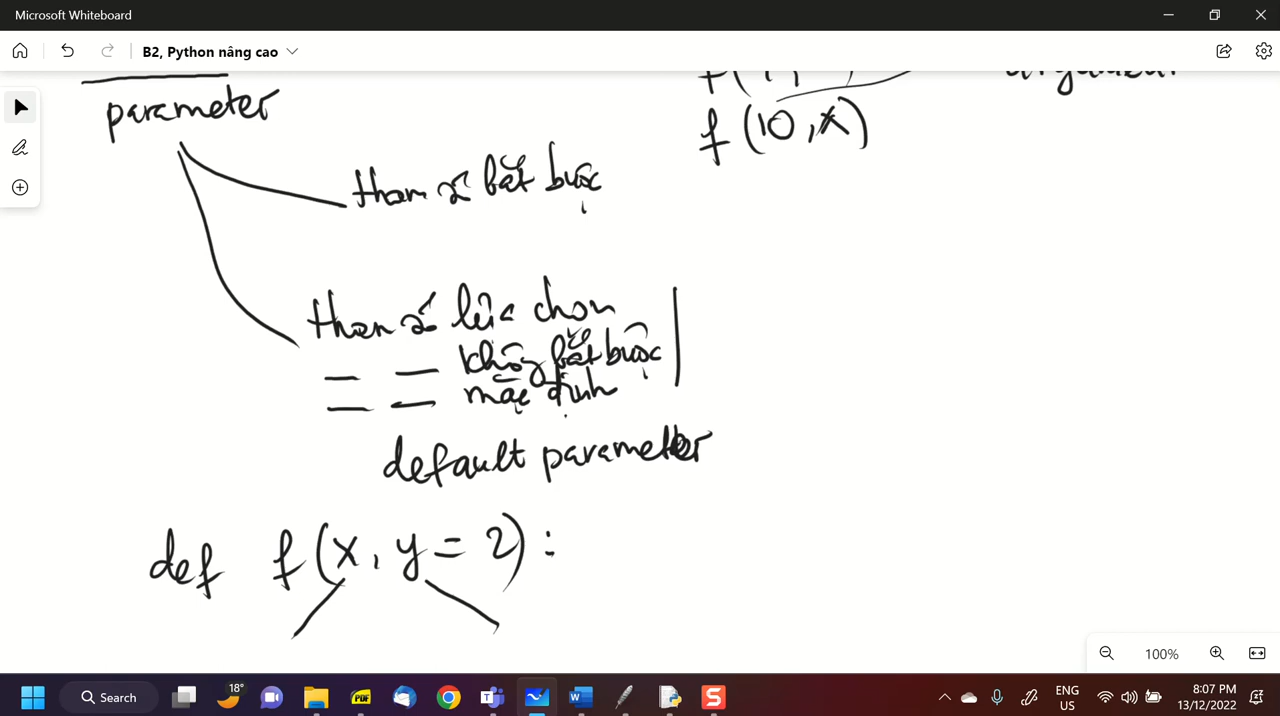 Microsoft Whiteboard
B2, Python nâng cao
parameter
f(10, x)
tham số bắt buộc
tham số lựa chọn
= = không bắt buộc
= = mặc định
default parameter
def f(x, y = 2):
100%
Search
18°
PDF
ENG
US
8:07 PM
13/12/2022